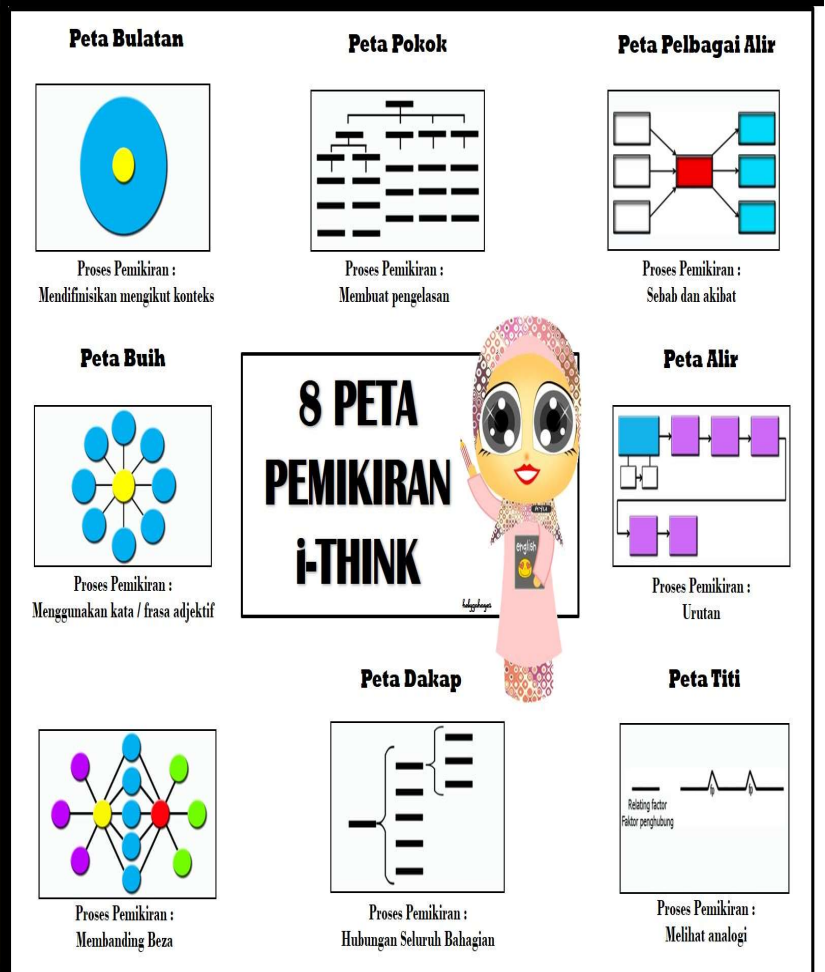 Peta Bulatan
Peta Pokok
Peta Pelbagai Alir
Proses Pemikiran :
Mendifinisikan mengikut konteks
Proses Pemikiran :
Membuat pengelasan
Proses Pemikiran :
Sebab dan akibat
Peta Buih
8 PETA
PEMIKIRAN
i-THINK
english
Peta Alir
Proses Pemikiran :
Menggunakan kata / frasa adjektif
Proses Pemikiran :
Urutan
Peta Dakap
Peta Titi
Relating factor
Faktor penghubung
Proses Pemikiran :
Membanding Beza
Proses Pemikiran :
Hubungan Seluruh Bahagian
Proses Pemikiran :
Melihat analogi